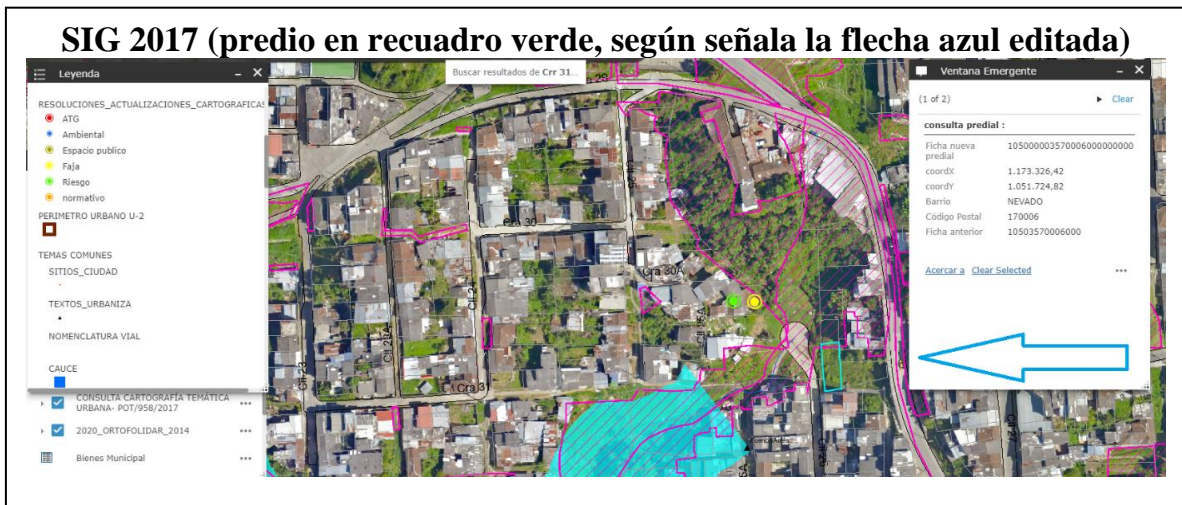 SIG 2017 (predio en recuadro verde, según señala la flecha azul editada)
Leyenda
RESOLUCIONES_ACTUALIZACIONES_CARTOGRAFICAS
ATG
Ambiental
Espacio publico
Faja
Riesgo
normativo
PERIMETRO URBANO U-2
TEMAS COMUNES
SITIOS_CIUDAD
TEXTOS_URBANIZA
NOMENCLATURA VIAL
CAUCE
CONSULTA CARTOGRAFÍA TEMÁTICA
URBANA- POT/958/2017
2020_ORTOFOLIDAR_2014
Bienes Municipal
Buscar resultados de Crr 31...
Cra 30
Cra 30A
Cra 31
Cll 23
Ventana Emergente
(1 of 2)
Clear
consulta predial :
Ficha nueva predial 105000003570006000000000
coordX 1.173.326,42
coordY 1.051.724,82
Barrio NEVADO
Código Postal 170006
Ficha anterior 10503570006000
Acercar a Clear Selected